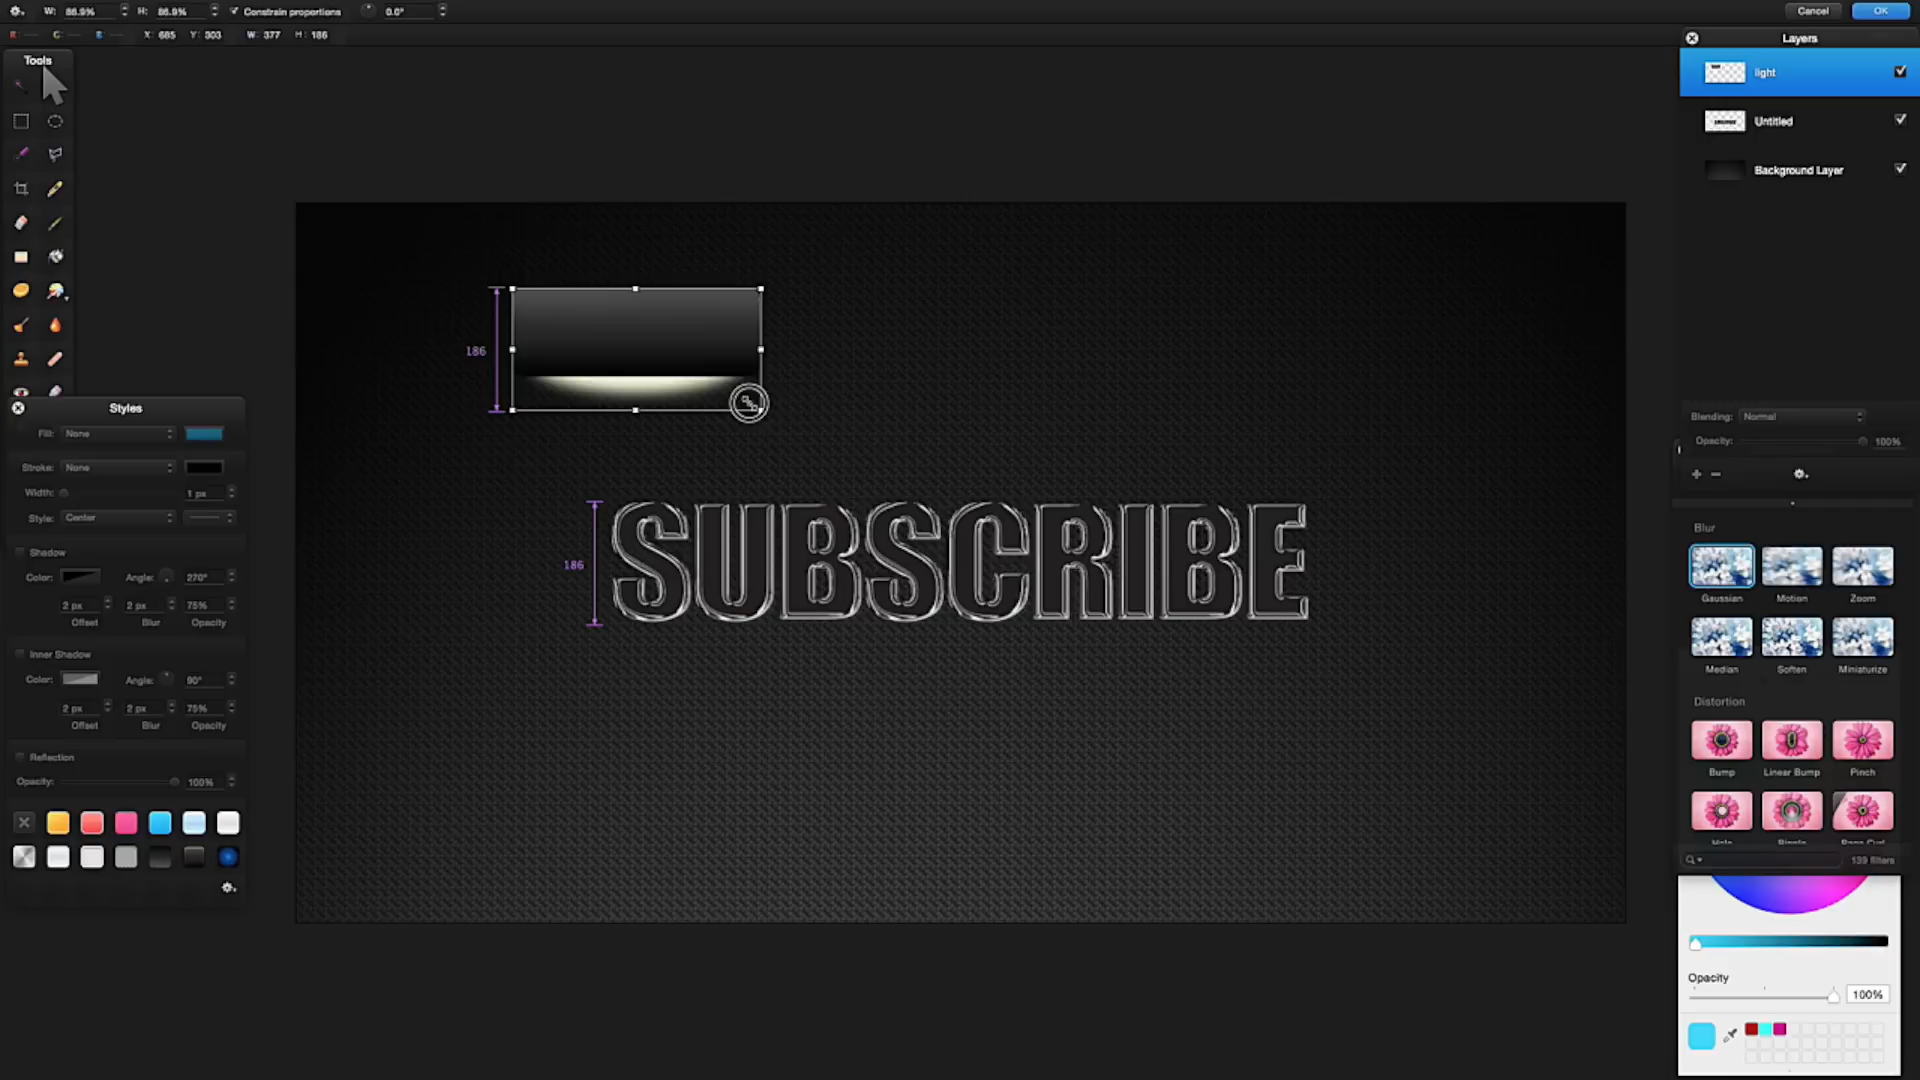 W: 86.9% H: 86.9% Constrain proportions 0.0° Cancel OK
R: G: B: X: 685 Y: 303 W: 377 H: 186
Tools
Layers
light
Untitled
Background Layer
186
186
SUBSCRIBE
Styles
Fill: None
Stroke: None
Width: 1 px
Style: Center
Shadow
Color: Angle: 270°
2 px 2 px 75%
Offset Blur Opacity
Inner Shadow
Color: Angle: 90°
2 px 2 px 75%
Offset Blur Opacity
Reflection
Opacity: 100%
Blending: Normal
Opacity: 100%
Blur
Gaussian Motion Zoom
Median Soften Miniaturize
Distortion
Bump Linear Bump Pinch
Hole Ripple Page Curl
139 filters
Opacity
100%